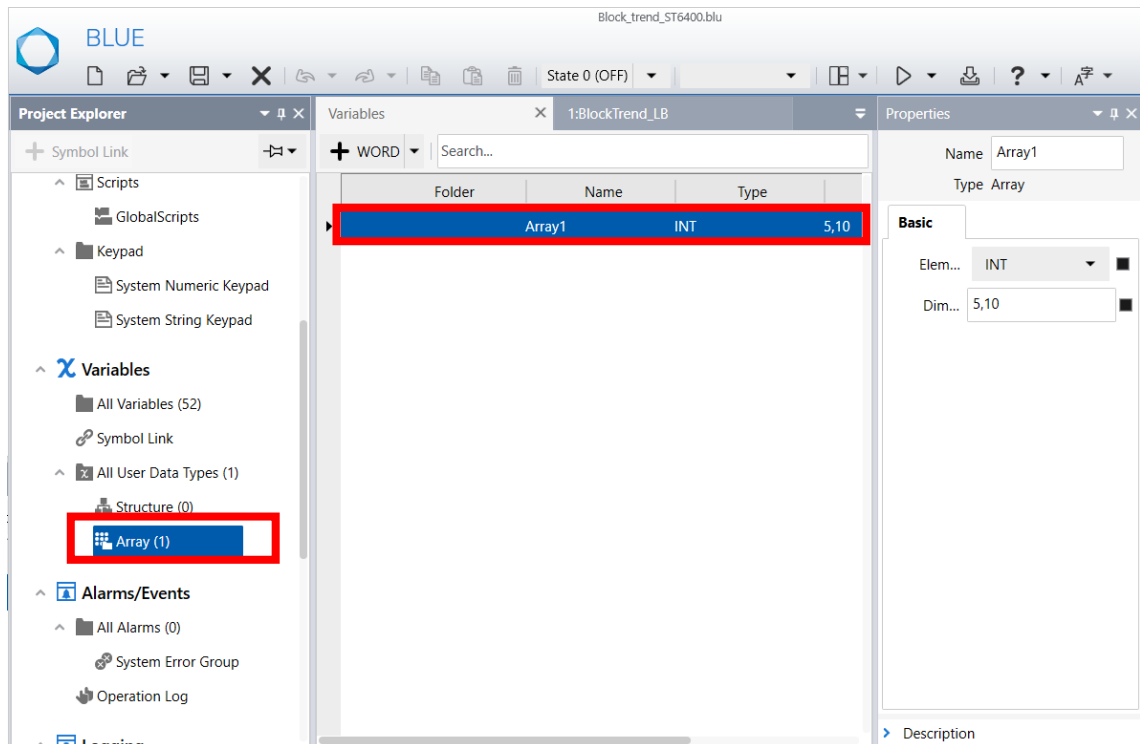 Block_trend_ST6400.blu
BLUE
State 0 (OFF)
Project Explorer
Symbol Link
Scripts
GlobalScripts
Keypad
System Numeric Keypad
System String Keypad
Variables
All Variables (52)
Symbol Link
All User Data Types (1)
Structure (0)
Array (1)
Alarms/Events
All Alarms (0)
System Error Group
Operation Log
Variables
1:BlockTrend_LB
WORD
Search...
Folder Name Type
Array1 INT 5,10
Properties
Name Array1
Type Array
Basic
Elem... INT
Dim... 5,10
Description